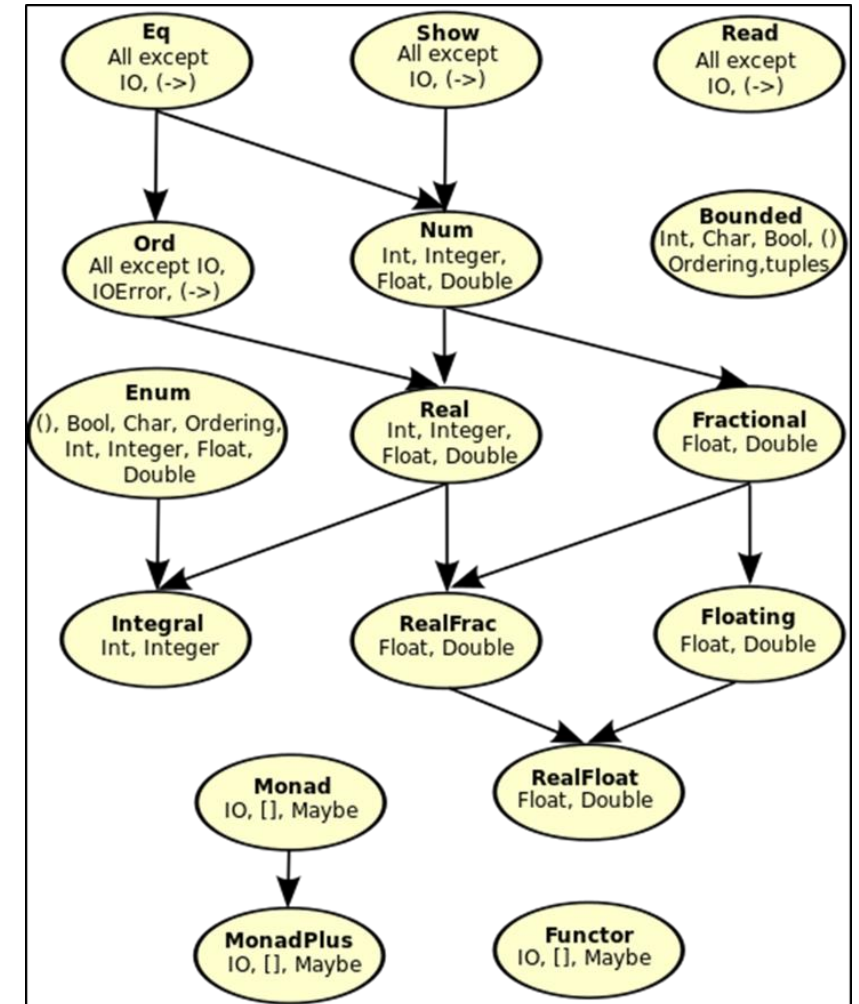 Eq
All except
IO, (->)
Show
All except
IO, (->)
Read
All except
IO, (->)
Ord
All except IO,
IOError, (->)
Num
Int, Integer,
Float, Double
Bounded
Int, Char, Bool, ()
Ordering,tuples
Enum
(), Bool, Char, Ordering,
Int, Integer, Float,
Double
Real
Int, Integer,
Float, Double
Fractional
Float, Double
Integral
Int, Integer
RealFrac
Float, Double
Floating
Float, Double
Monad
IO, [], Maybe
RealFloat
Float, Double
MonadPlus
IO, [], Maybe
Functor
IO, [], Maybe